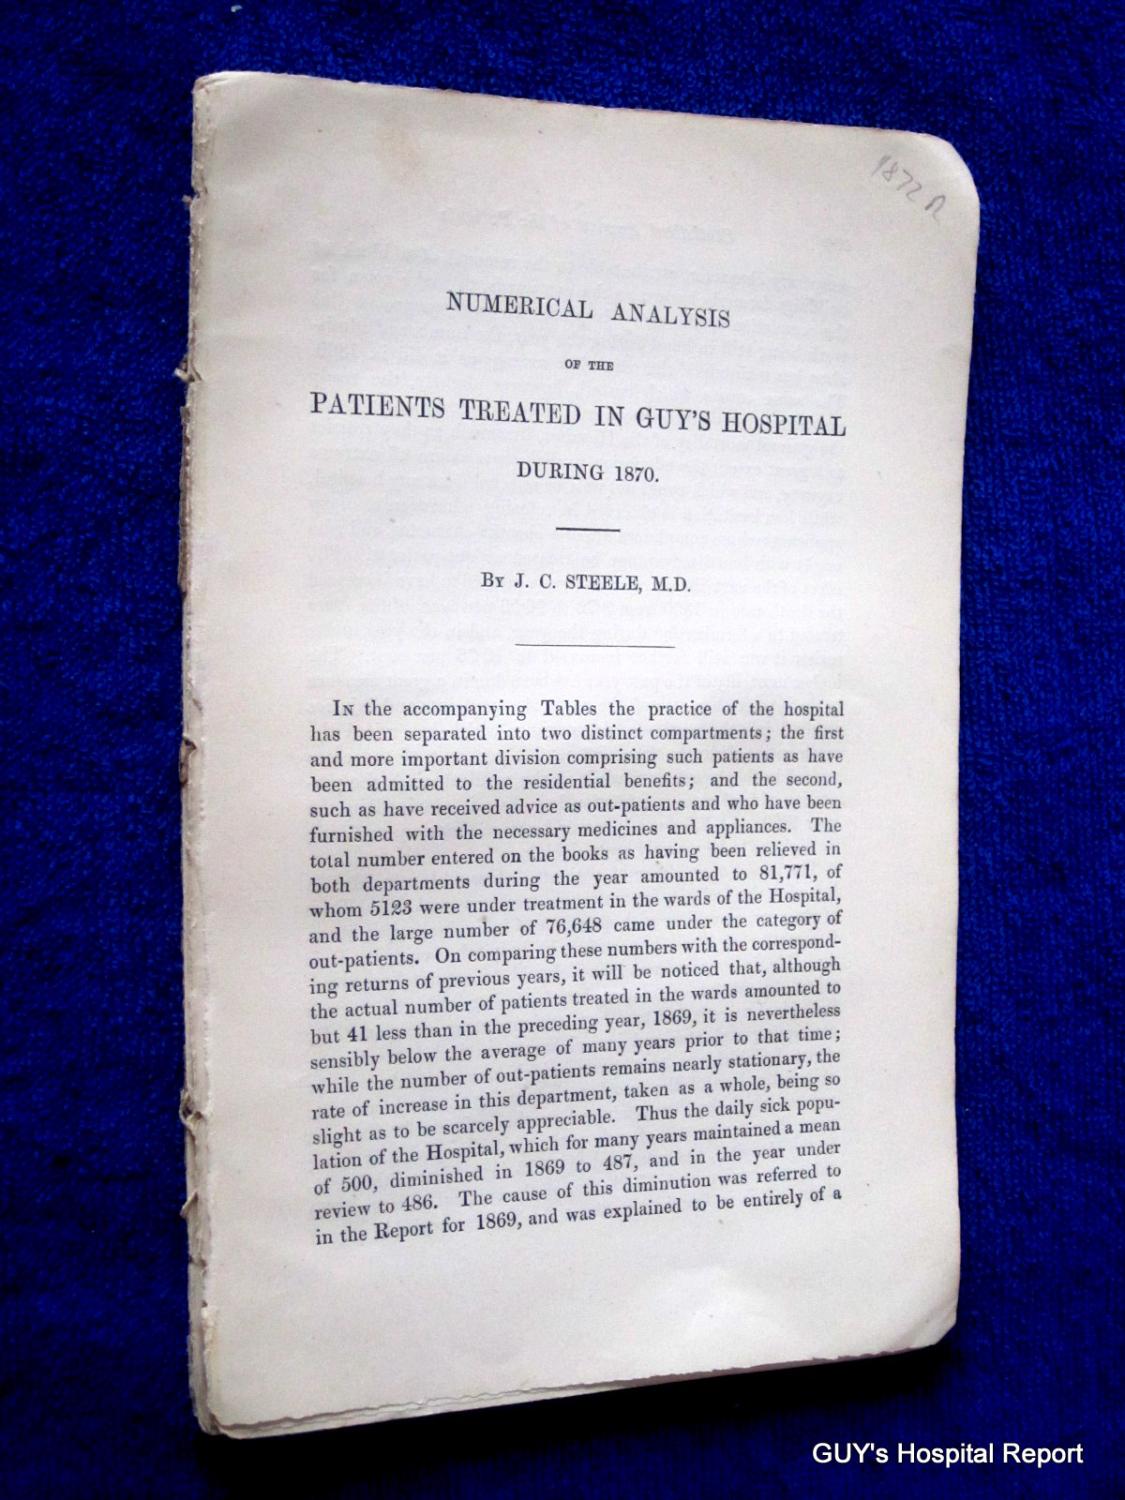 1872 R
NUMERICAL ANALYSIS
OF THE
PATIENTS TREATED IN GUY'S HOSPITAL
DURING 1870.
By J. C. STEELE, M.D.
In the accompanying Tables the practice of the hospital
has been separated into two distinct compartments; the first
and more important division comprising such patients as have
been admitted to the residential benefits; and the second,
such as have received advice as out-patients and who have been
furnished with the necessary medicines and appliances. The
total number entered on the books as having been relieved in
both departments during the year amounted to 81,771, of
whom 5123 were under treatment in the wards of the Hospital,
and the large number of 76,648 came under the category of
out-patients. On comparing these numbers with the correspond-
ing returns of previous years, it will be noticed that, although
the actual number of patients treated in the wards amounted to
but 41 less than in the preceding year, 1869, it is nevertheless
sensibly below the average of many years prior to that time;
while the number of out-patients remains nearly stationary, the
rate of increase in this department, taken as a whole, being so
slight as to be scarcely appreciable. Thus the daily sick popu-
lation of the Hospital, which for many years maintained a mean
of 500, diminished in 1869 to 487, and in the year under
review to 486. The cause of this diminution was referred to
in the Report for 1869, and was explained to be entirely of a
GUY's Hospital Report